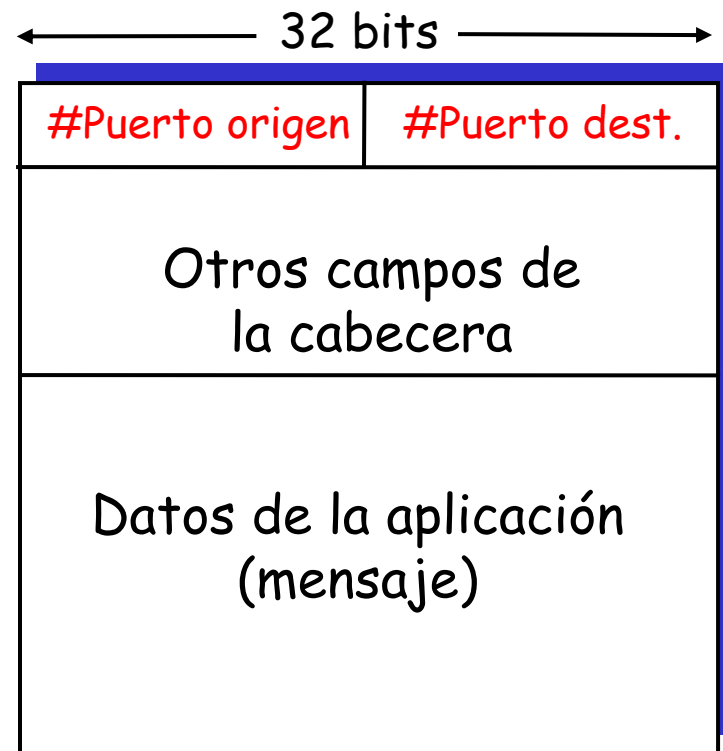 32 bits
#Puerto origen #Puerto dest.
Otros campos de
la cabecera
Datos de la aplicación
(mensaje)